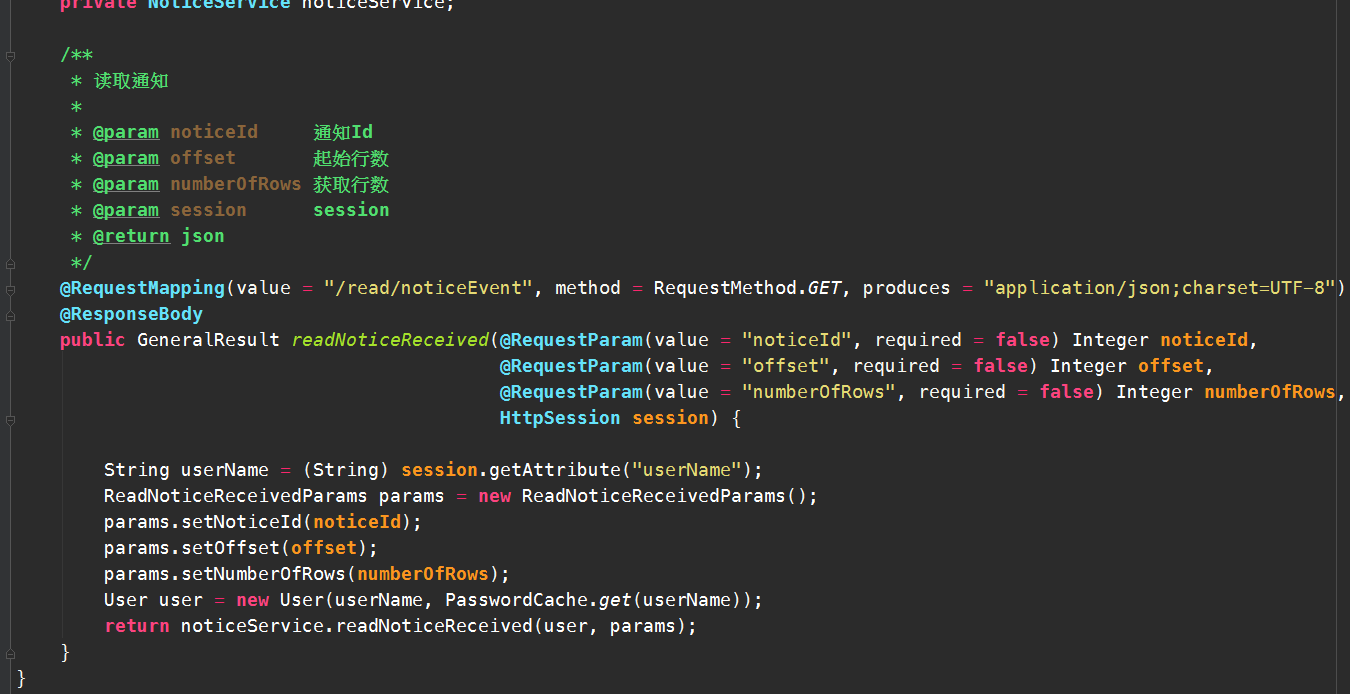 private NoticeService noticeService;
/**
* 读取通知
*
* @param noticeId 通知Id
* @param offset 起始行数
* @param numberOfRows 获取行数
* @param session session
* @return json
*/
@RequestMapping(value = "/read/noticeEvent", method = RequestMethod.GET, produces = "application/json;charset=UTF-8")
@ResponseBody
public GeneralResult readNoticeReceived(@RequestParam(value = "noticeId", required = false) Integer noticeId,
@RequestParam(value = "offset", required = false) Integer offset,
@RequestParam(value = "numberOfRows", required = false) Integer numberOfRows,
HttpSession session) {
String userName = (String) session.getAttribute("userName");
ReadNoticeReceivedParams params = new ReadNoticeReceivedParams();
params.setNoticeId(noticeId);
params.setOffset(offset);
params.setNumberOfRows(numberOfRows);
User user = new User(userName, PasswordCache.get(userName));
return noticeService.readNoticeReceived(user, params);
}
}